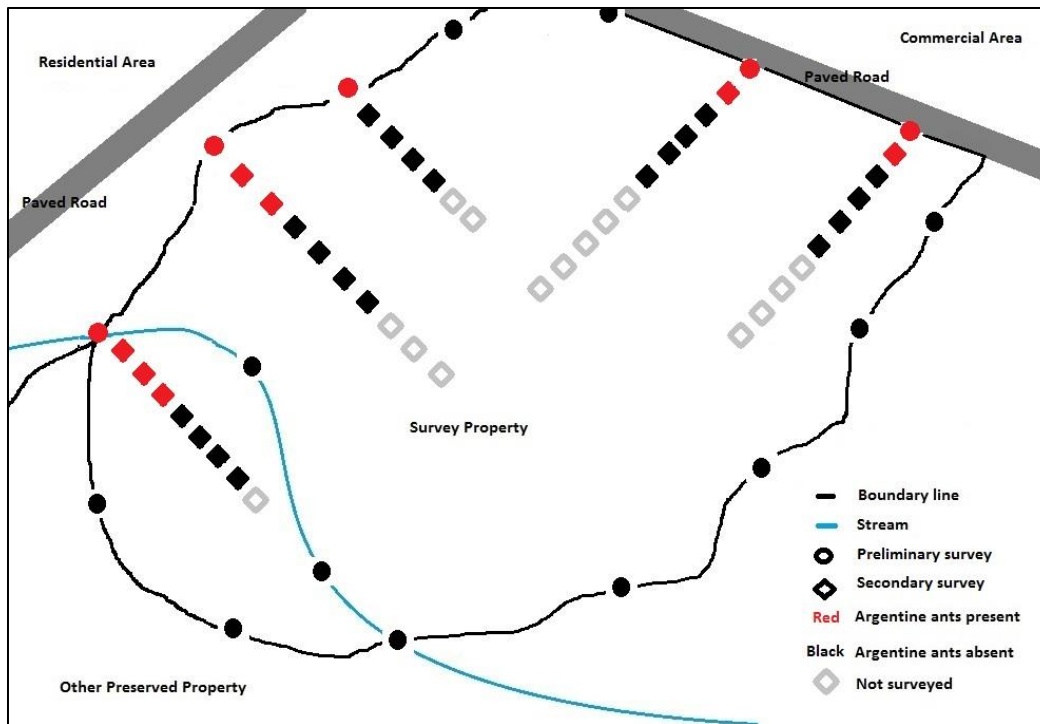 Residential Area
Commercial Area
Paved Road
Paved Road
Survey Property
Other Preserved Property
Boundary line
Stream
Preliminary survey
Secondary survey
Red Argentine ants present
Black Argentine ants absent
Not surveyed